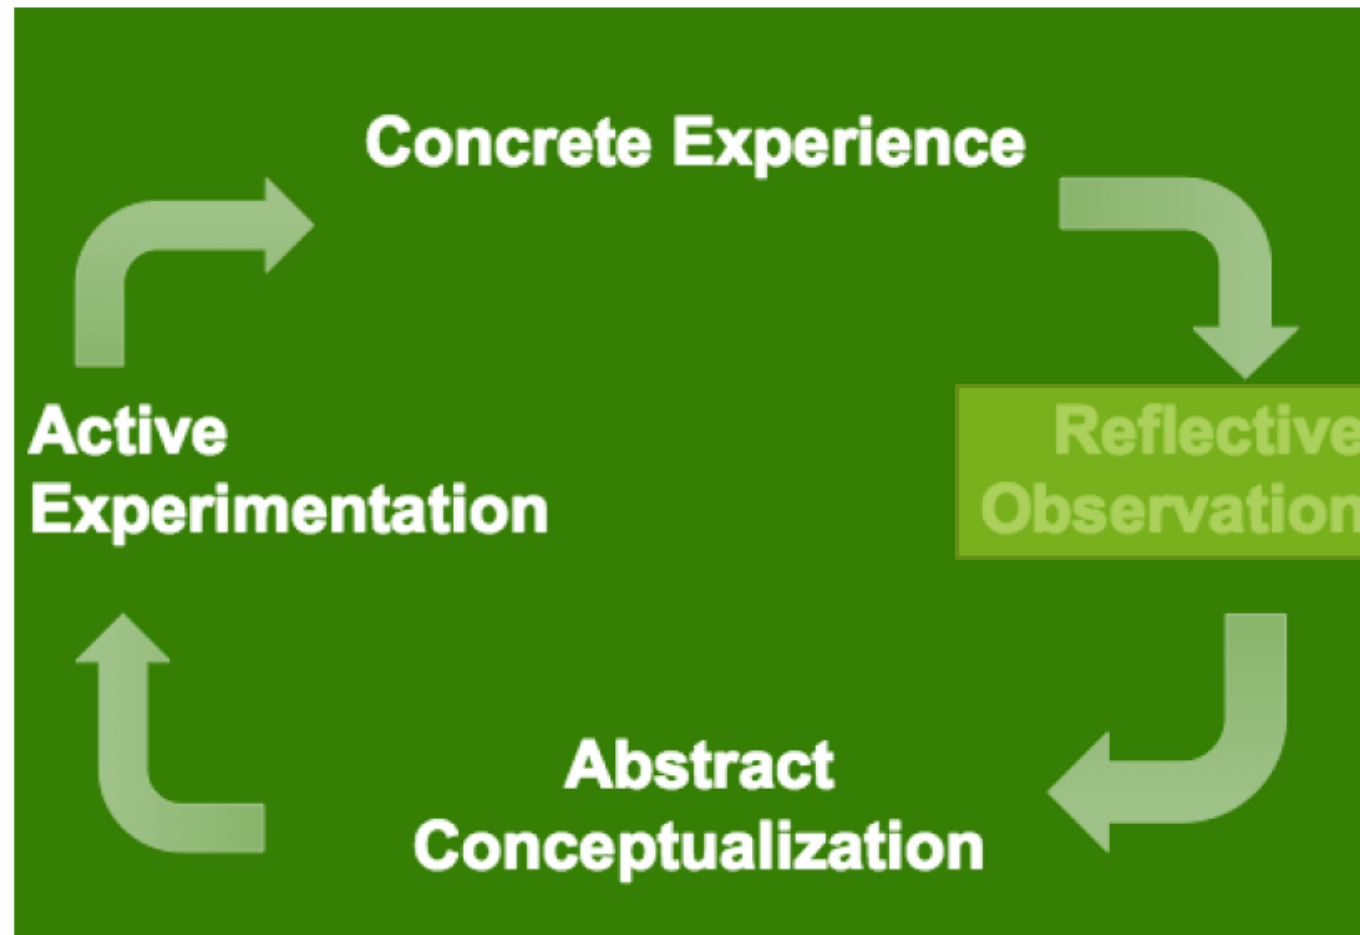 Concrete Experience
Active
Experimentation
Reflective
Observation
Abstract
Conceptualization